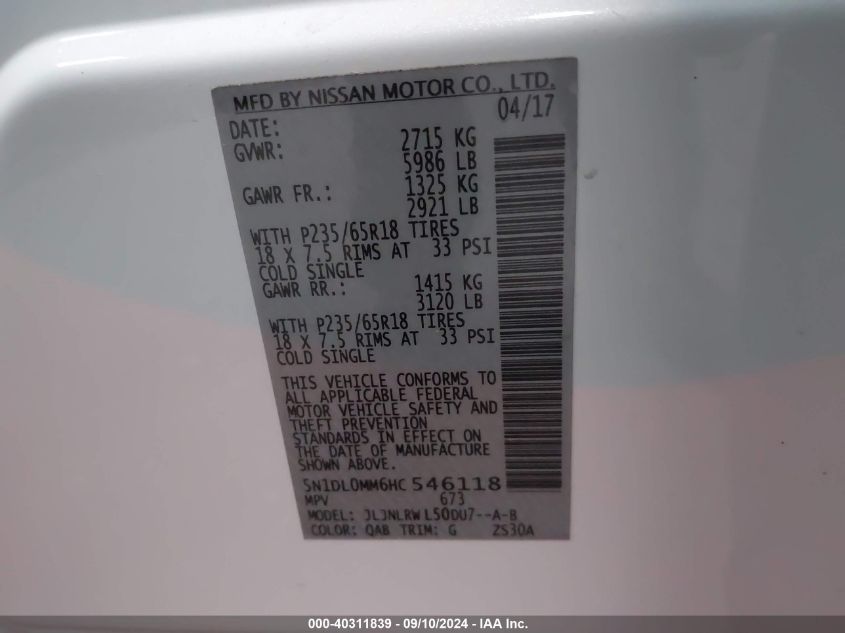 MFD BY NISSAN MOTOR CO., LTD.
DATE: 04/17
GVWR: 2715 KG
5986 LB
GAWR FR.: 1325 KG
2921 LB
WITH P235/65R18 TIRES
18 X 7.5 RIMS AT 33 PSI
COLD SINGLE
GAWR RR.: 1415 KG
3120 LB
WITH P235/65R18 TIRES
18 X 7.5 RIMS AT 33 PSI
COLD SINGLE
THIS VEHICLE CONFORMS TO
ALL APPLICABLE FEDERAL
MOTOR VEHICLE SAFETY AND
THEFT PREVENTION
STANDARDS IN EFFECT ON
THE DATE OF MANUFACTURE
SHOWN ABOVE.
5N1DL0MM6HC546118
MPV 673
MODEL: JLJNLRWL50DU7--A-B
COLOR: QAB TRIM: G 2S30A
000-40311839 - 09/10/2024 - IAA Inc.